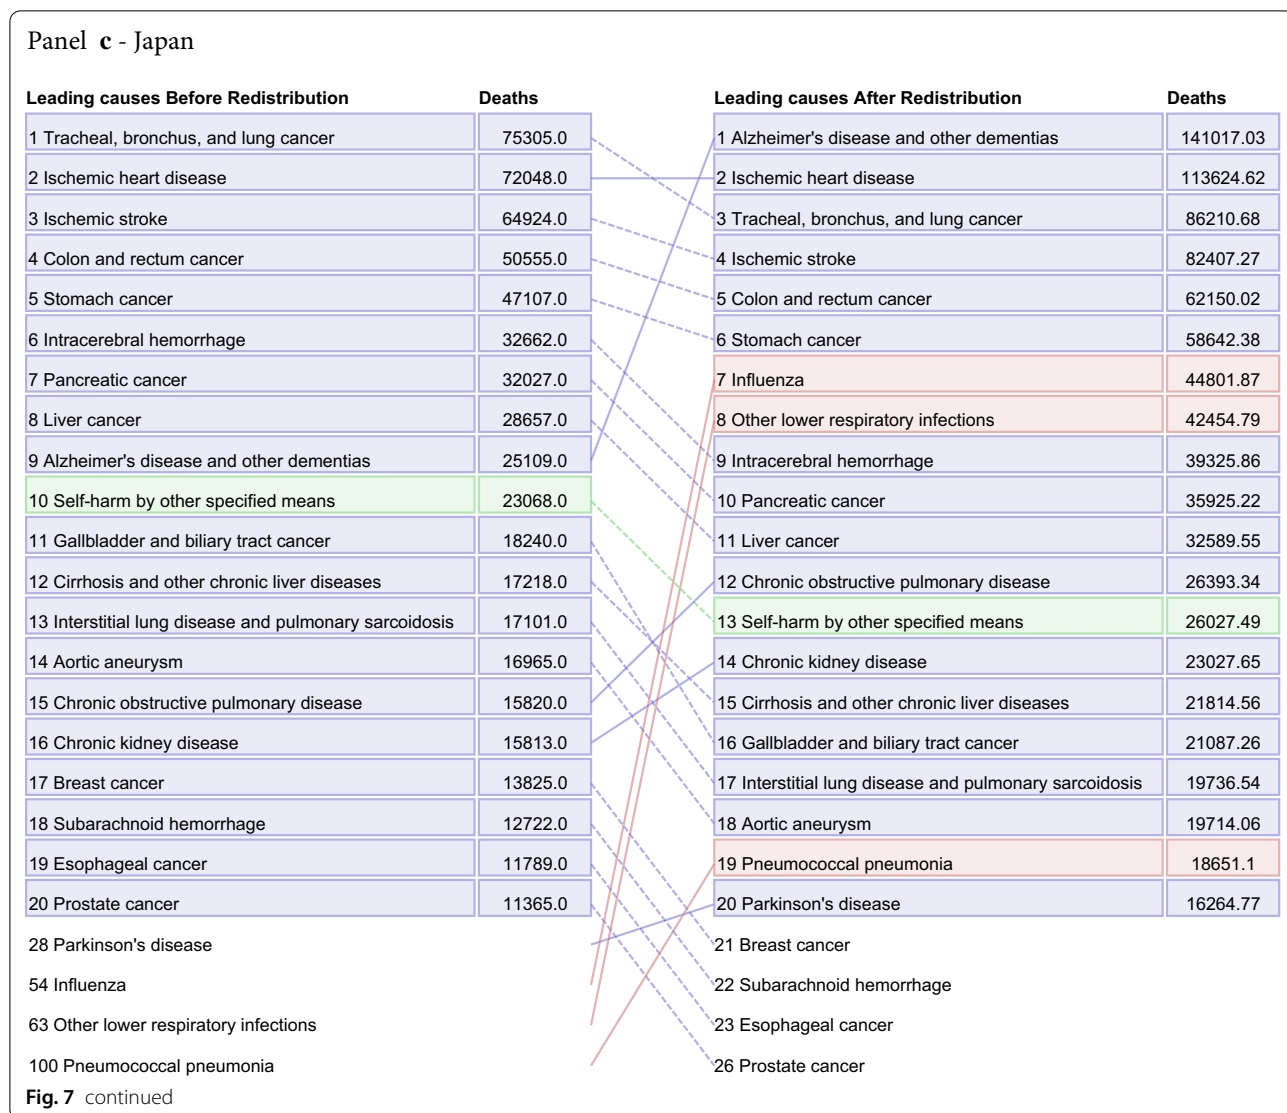 Panel c - Japan
Leading causes Before Redistribution Deaths Leading causes After Redistribution Deaths
1 Tracheal, bronchus, and lung cancer 75305.0 1 Alzheimer's disease and other dementias 141017.03
2 Ischemic heart disease 72048.0 2 Ischemic heart disease 113624.62
3 Ischemic stroke 64924.0 3 Tracheal, bronchus, and lung cancer 86210.68
4 Colon and rectum cancer 50555.0 4 Ischemic stroke 82407.27
5 Stomach cancer 47107.0 5 Colon and rectum cancer 62150.02
6 Intracerebral hemorrhage 32662.0 6 Stomach cancer 58642.38
7 Pancreatic cancer 32027.0 7 Influenza 44801.87
8 Liver cancer 28657.0 8 Other lower respiratory infections 42454.79
9 Alzheimer's disease and other dementias 25109.0 9 Intracerebral hemorrhage 39325.86
10 Self-harm by other specified means 23068.0 10 Pancreatic cancer 35925.22
11 Gallbladder and biliary tract cancer 18240.0 11 Liver cancer 32589.55
12 Cirrhosis and other chronic liver diseases 17218.0 12 Chronic obstructive pulmonary disease 26393.34
13 Interstitial lung disease and pulmonary sarcoidosis 17101.0 13 Self-harm by other specified means 26027.49
14 Aortic aneurysm 16965.0 14 Chronic kidney disease 23027.65
15 Chronic obstructive pulmonary disease 15820.0 15 Cirrhosis and other chronic liver diseases 21814.56
16 Chronic kidney disease 15813.0 16 Gallbladder and biliary tract cancer 21087.26
17 Breast cancer 13825.0 17 Interstitial lung disease and pulmonary sarcoidosis 19736.54
18 Subarachnoid hemorrhage 12722.0 18 Aortic aneurysm 19714.06
19 Esophageal cancer 11789.0 19 Pneumococcal pneumonia 18651.1
20 Prostate cancer 11365.0 20 Parkinson's disease 16264.77
28 Parkinson's disease 21 Breast cancer
54 Influenza 22 Subarachnoid hemorrhage
63 Other lower respiratory infections 23 Esophageal cancer
100 Pneumococcal pneumonia 26 Prostate cancer
Fig. 7 continued